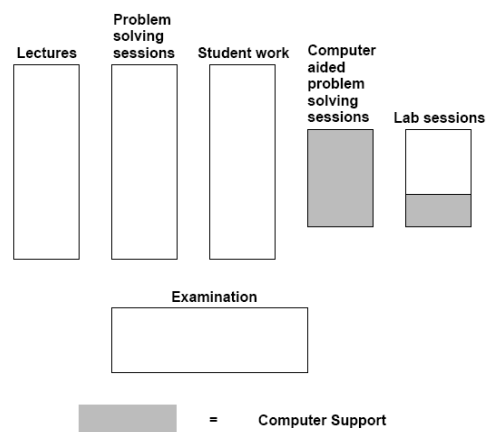 Lectures
Problem
solving
sessions
Student work
Computer
aided
problem
solving
sessions
Lab sessions
Examination
= Computer Support